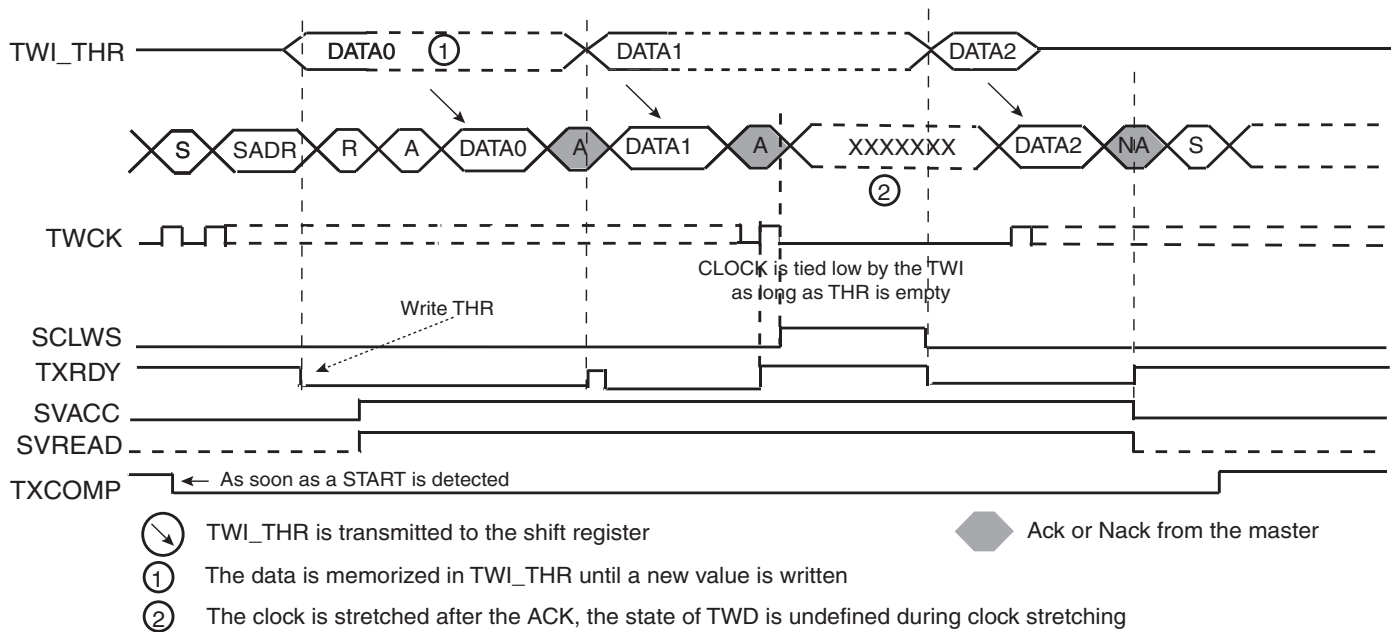 TWI_THR DATA0 1 DATA1 DATA2
S SADR R A DATA0 A DATA1 A XXXXXXX DATA2 NA S
2
TWCK
CLOCK is tied low by the TWI
as long as THR is empty
Write THR
SCLWS
TXRDY
SVACC
SVREAD
TXCOMP As soon as a START is detected
TWI_THR is transmitted to the shift register Ack or Nack from the master
1 The data is memorized in TWI_THR until a new value is written
2 The clock is stretched after the ACK, the state of TWD is undefined during clock stretching